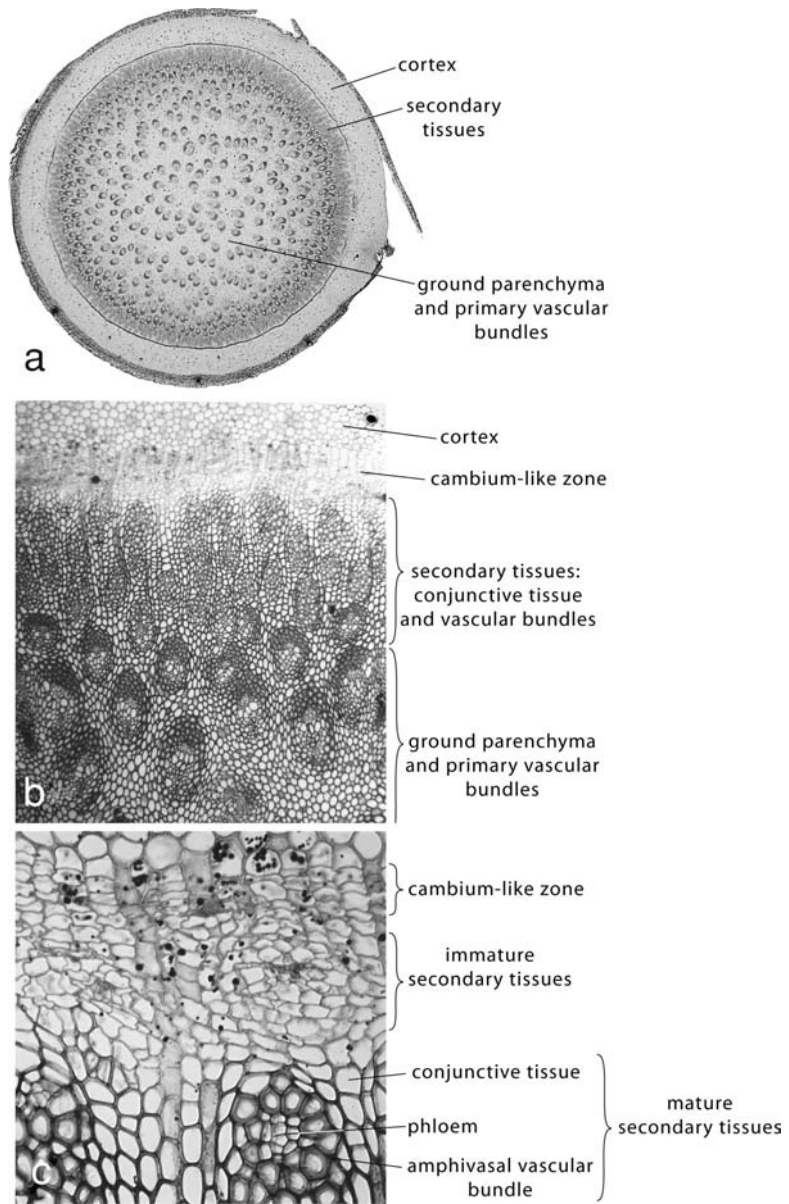 cortex
secondary
tissues
ground parenchyma
and primary vascular
bundles
a
cortex
cambium-like zone
secondary tissues:
conjunctive tissue
and vascular bundles
ground parenchyma
and primary vascular
bundles
b
cambium-like zone
immature
secondary tissues
conjunctive tissue
mature
secondary tissues
phloem
amphivasal vascular
bundle
c